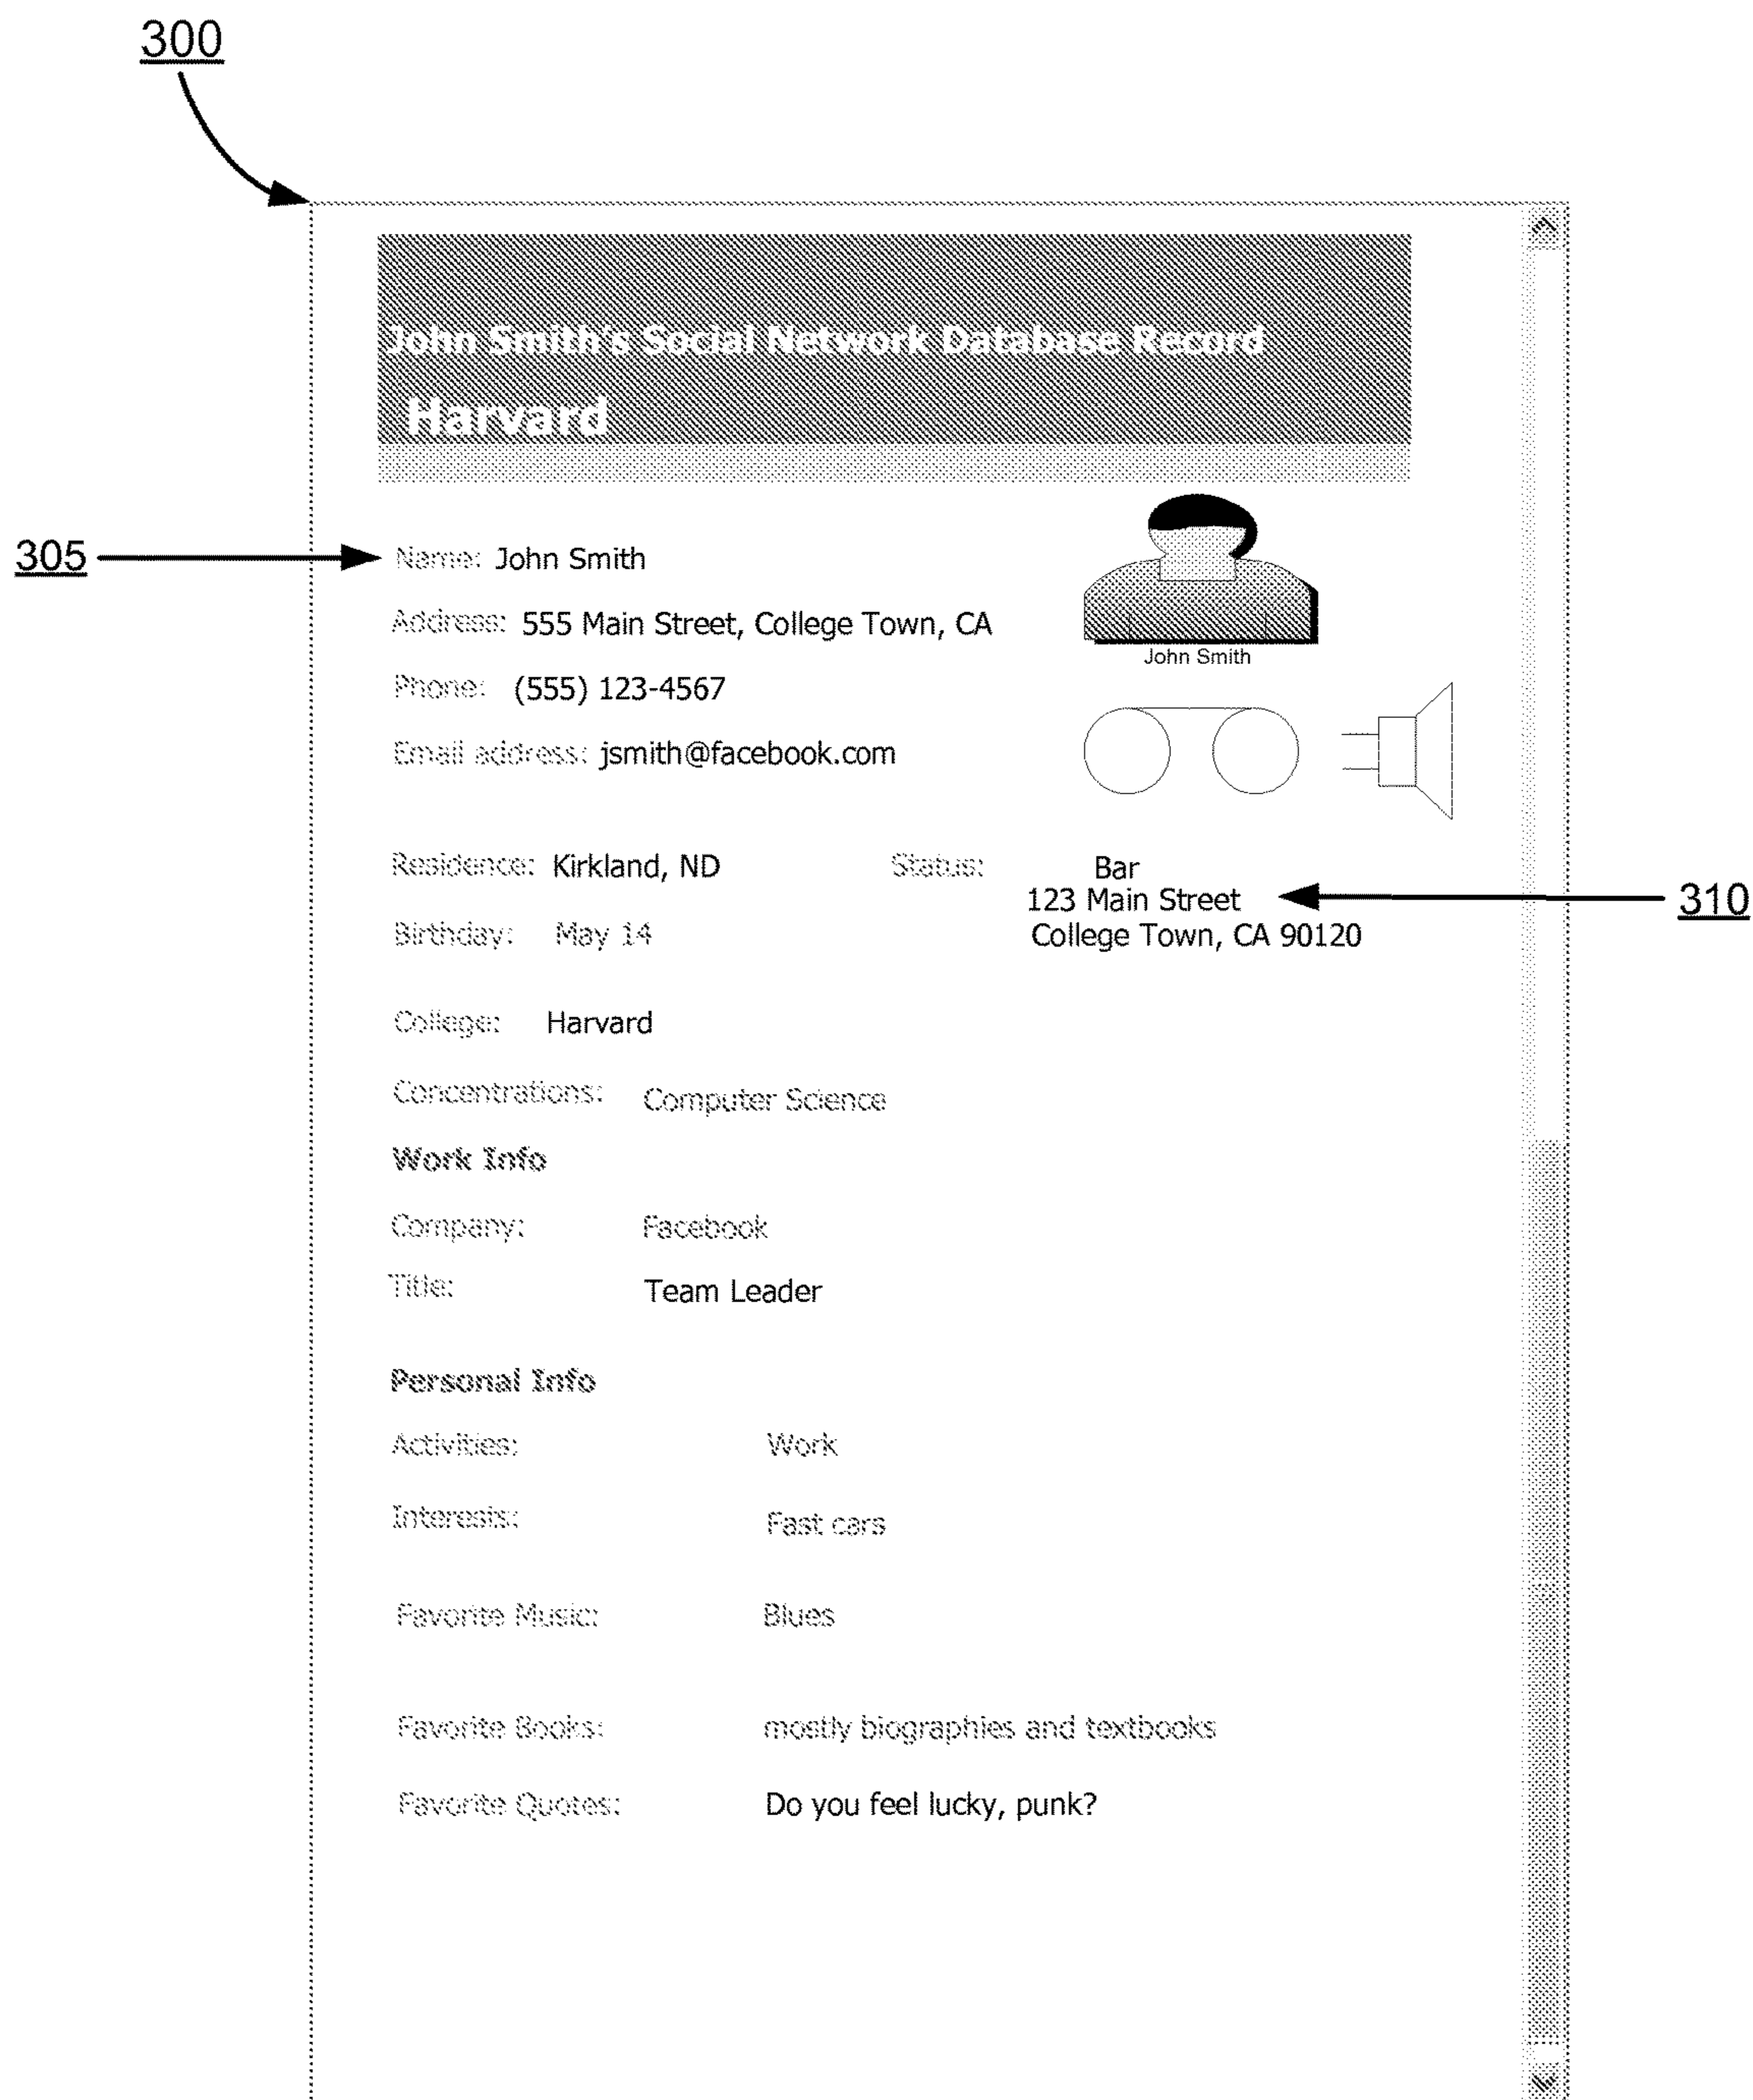 300
John Smith's Social Network Database Record
Harvard
305
Name: John Smith
Address: 555 Main Street, College Town, CA
Phone: (555) 123-4567
Email address: jsmith@facebook.com
John Smith
Residence: Kirkland, ND
Status: Bar
123 Main Street
College Town, CA 90120
310
Birthday: May 14
College: Harvard
Concentrations: Computer Science
Work Info
Company: Facebook
Title: Team Leader
Personal Info
Activities: Work
Interests: Fast cars
Favorite Music: Blues
Favorite Books: mostly biographies and textbooks
Favorite Quotes: Do you feel lucky, punk?